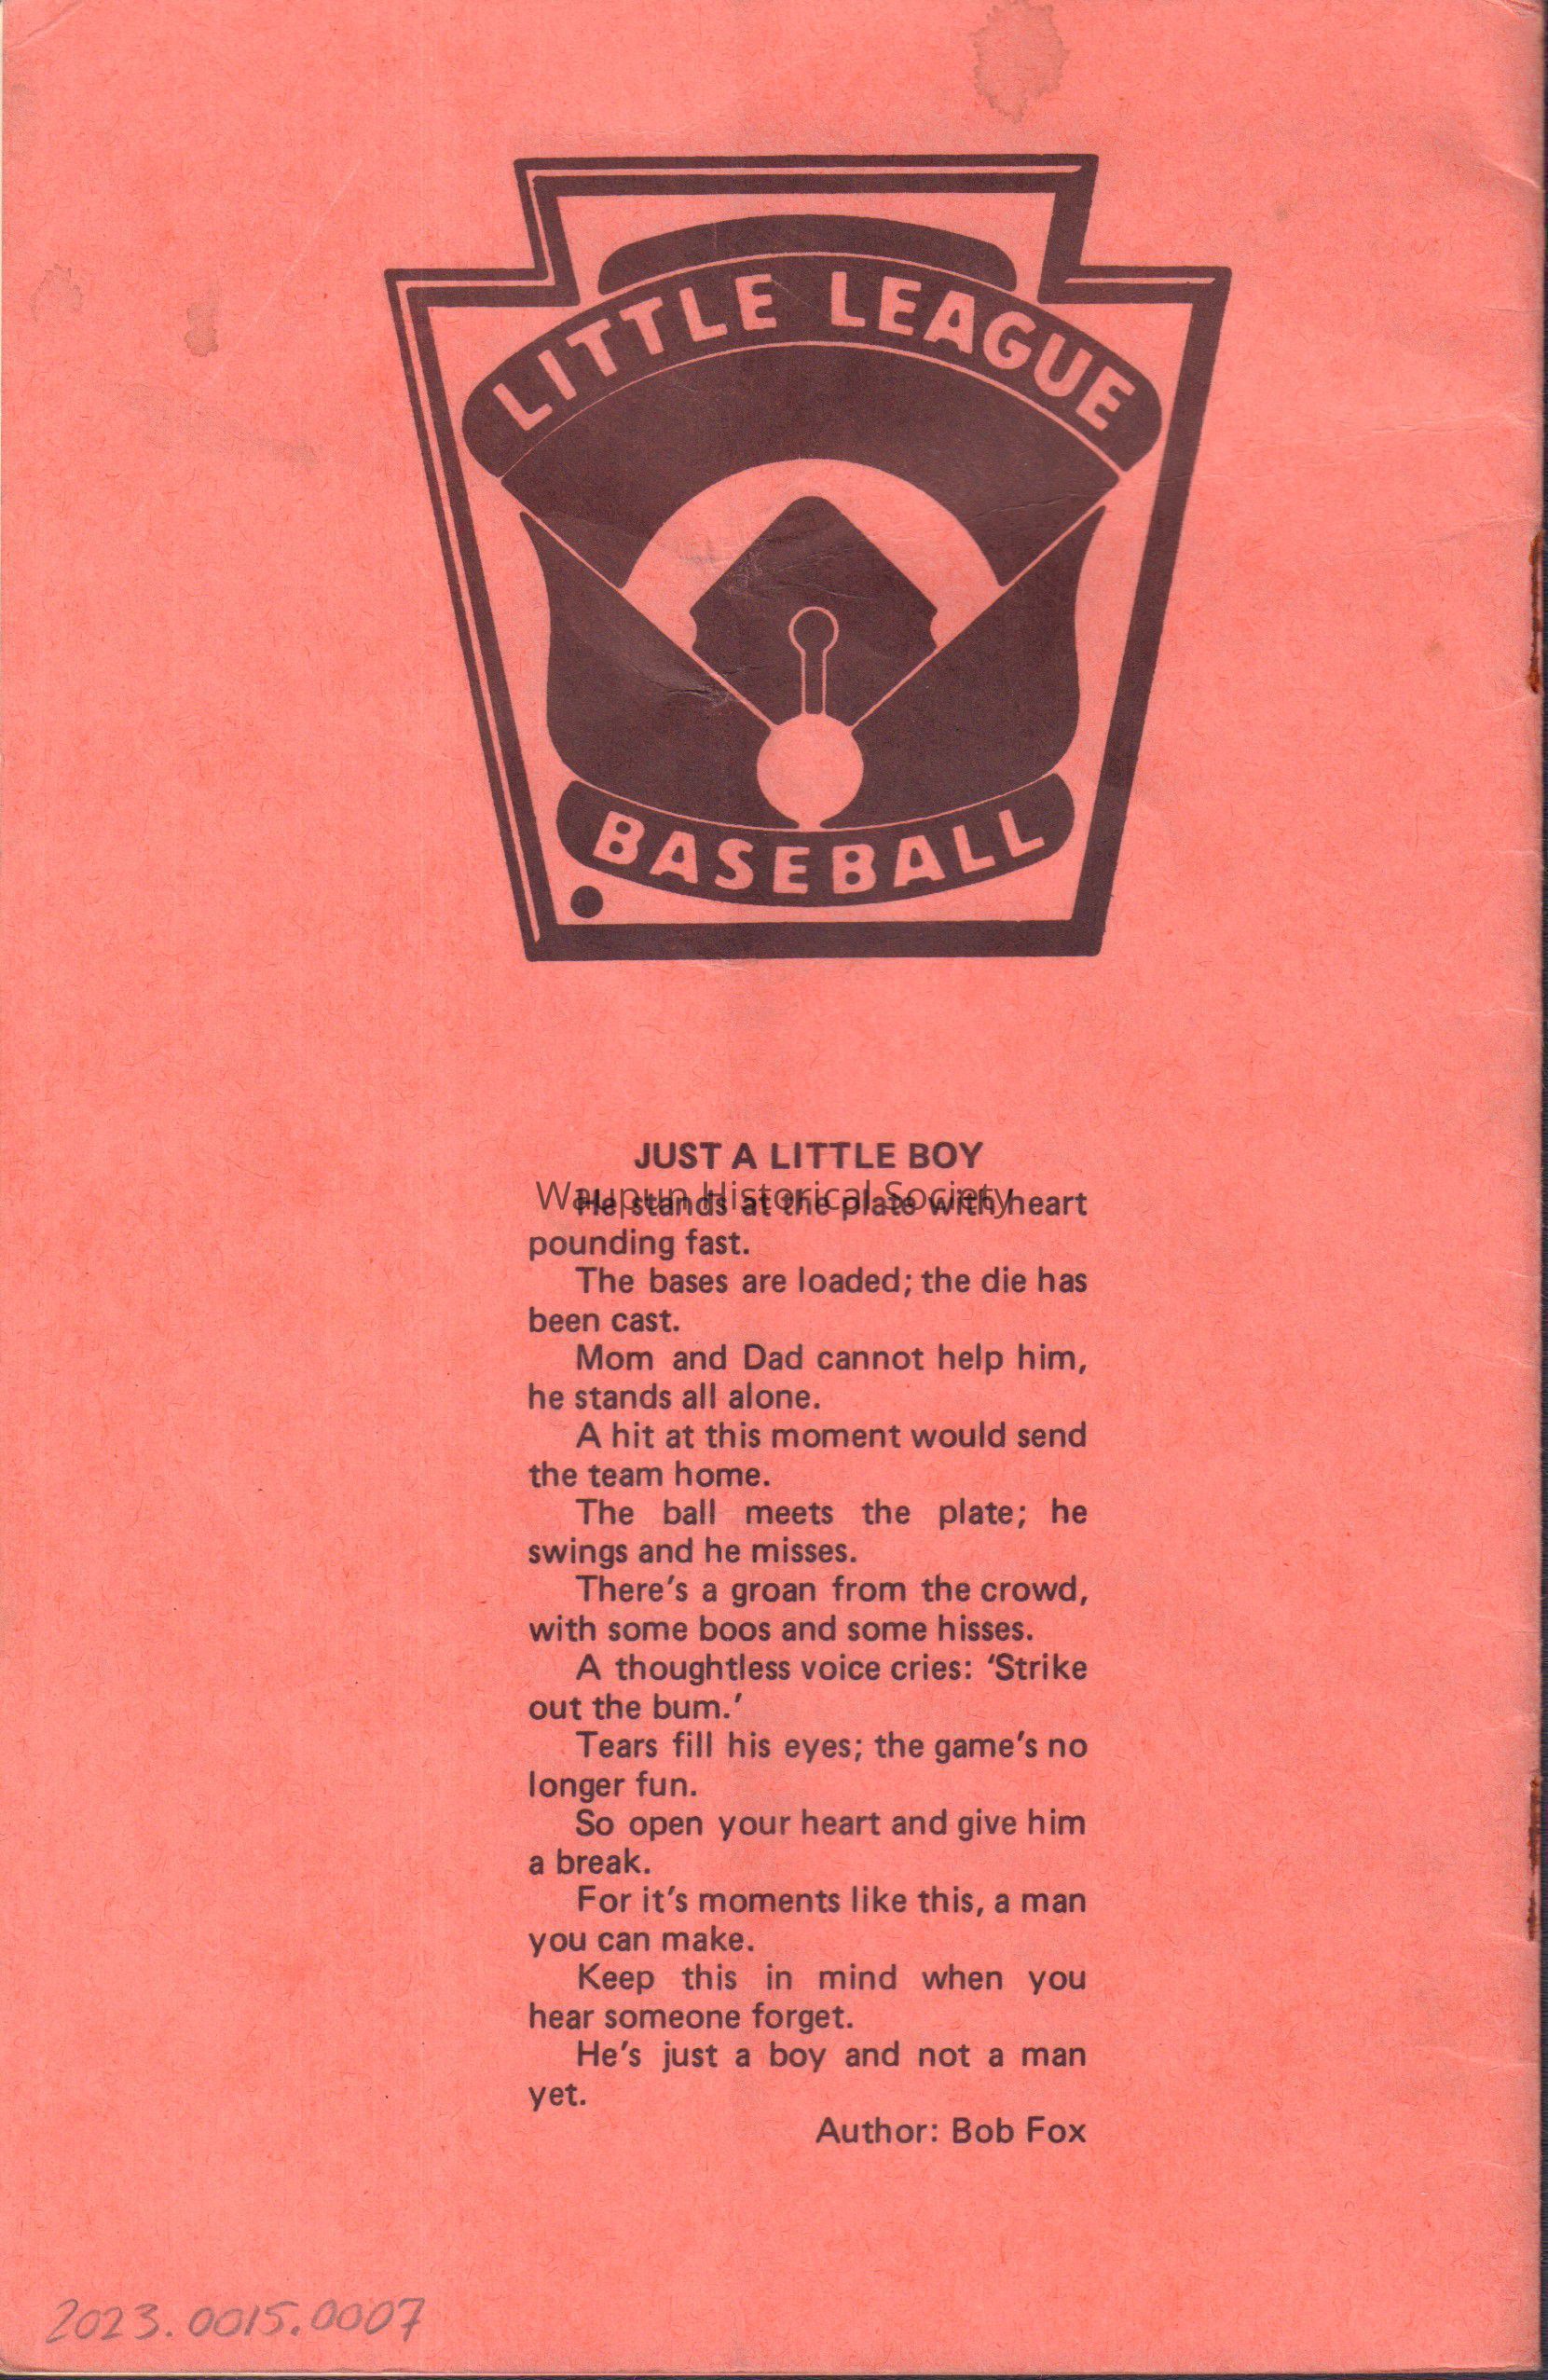 LITTLE LEAGUE
BASEBALL
JUST A LITTLE BOY
Waupun Historical Society
He stands at the plate with heart
pounding fast.
The bases are loaded; the die has
been cast.
Mom and Dad cannot help him,
he stands all alone.
A hit at this moment would send
the team home.
The ball meets the plate; he
swings and he misses.
There's a groan from the crowd,
with some boos and some hisses.
A thoughtless voice cries: 'Strike
out the bum.'
Tears fill his eyes; the game's no
longer fun.
So open your heart and give him
a break.
For it's moments like this, a man
you can make.
Keep this in mind when you
hear someone forget.
He's just a boy and not a man
yet.
Author: Bob Fox
2023.0015.0007